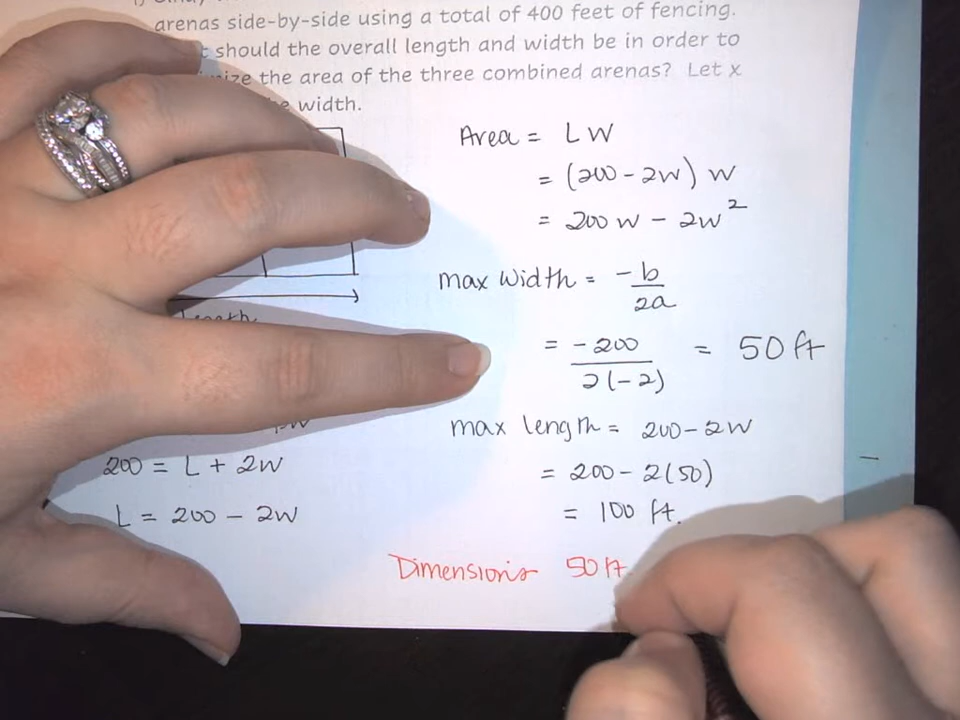 arenas side-by-side using a total of 400 feet of fencing.
should the overall length and width be in order to
the area of the three combined arenas? Let x
width.
Area = LW
= (200 - 2W) W
= 200 W - 2W²
max width = -b/2a
= -200/2(-2) = 50 ft
max length = 200 - 2W
= 200 - 2(50)
= 100 ft.
Length
200 = L + 2W
L = 200 - 2W
Dimensions 50 ft